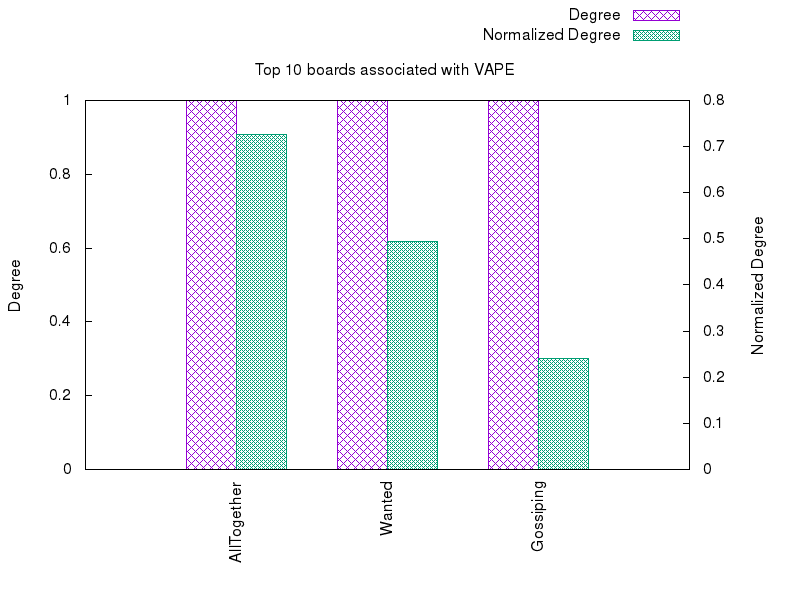 Degree
Normalized Degree
Top 10 boards associated with VAPE
1
0.8
0.6
0.4
0.2
0
Degree
0.8
0.7
0.6
0.5
0.4
0.3
0.2
0.1
0
Normalized Degree
AllTogether
Wanted
Gossiping